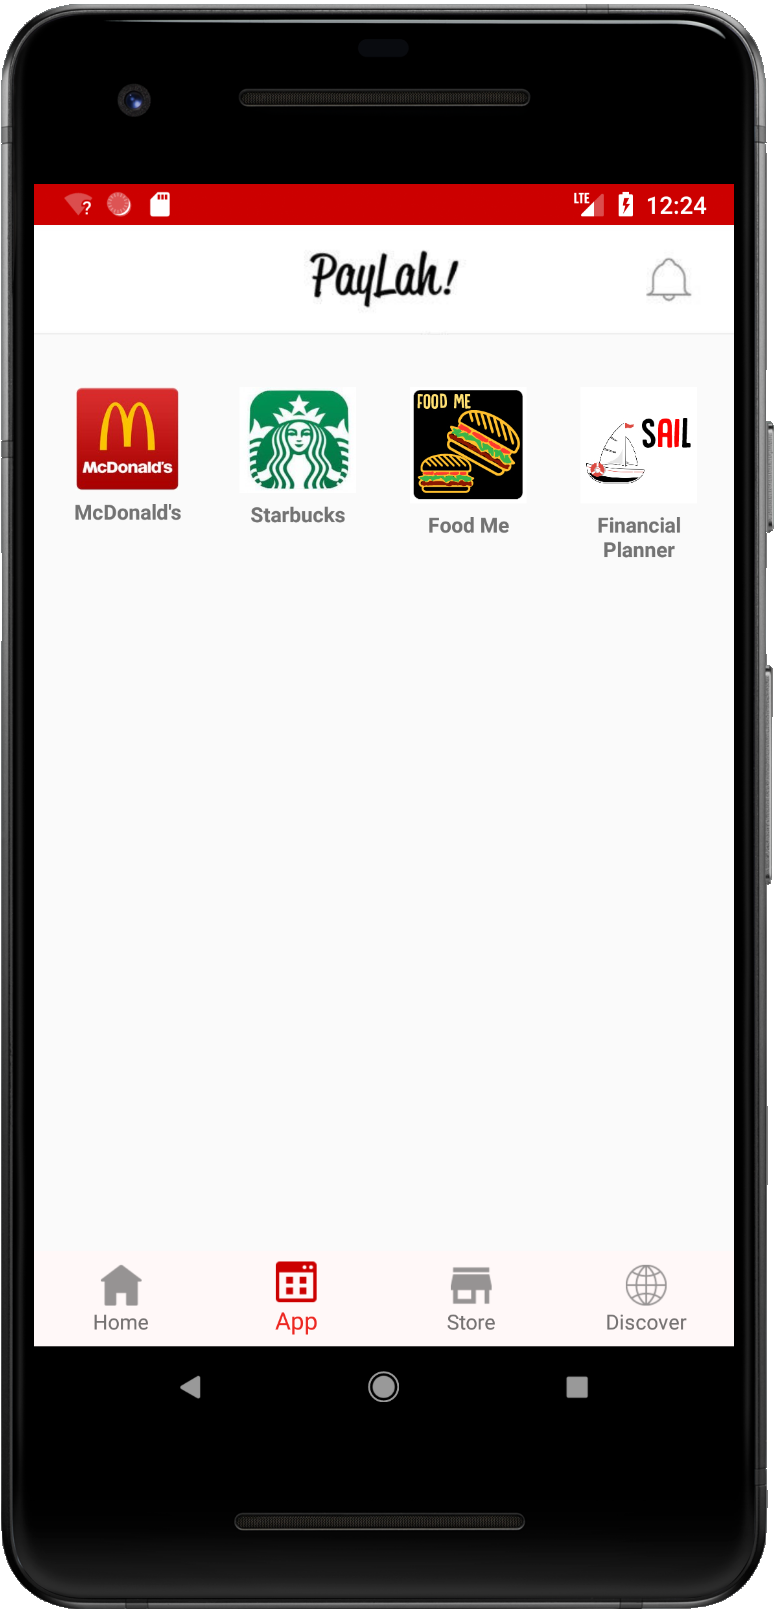 ? LTE 12:24
PayLah!
McDonald's
FOOD ME
SAIL
McDonald's
Starbucks
Food Me
Financial
Planner
Home
App
Store
Discover